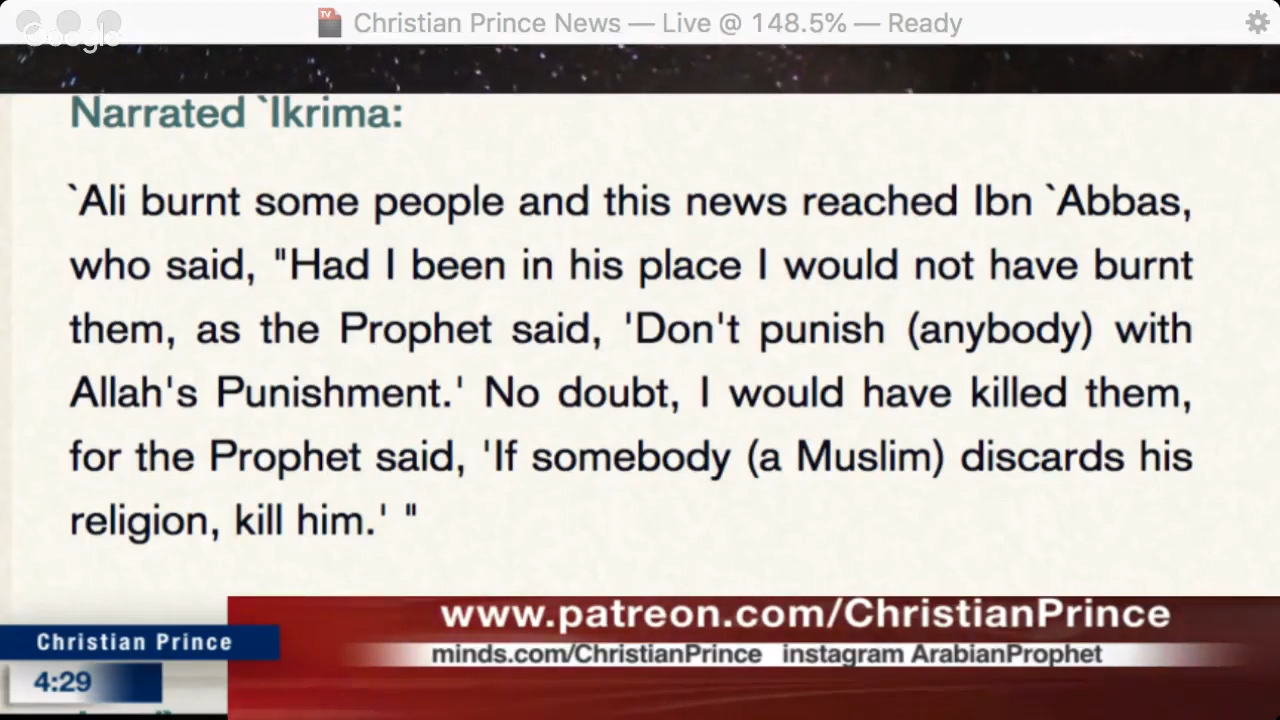 Christian Prince News — Live @ 148.5% — Ready
Google
Narrated `Ikrima:
`Ali burnt some people and this news reached Ibn `Abbas,
who said, "Had I been in his place I would not have burnt
them, as the Prophet said, 'Don't punish (anybody) with
Allah's Punishment.' No doubt, I would have killed them,
for the Prophet said, 'If somebody (a Muslim) discards his
religion, kill him.' "
www.patreon.com/ChristianPrince
Christian Prince
minds.com/ChristianPrince instagram ArabianProphet
4:29